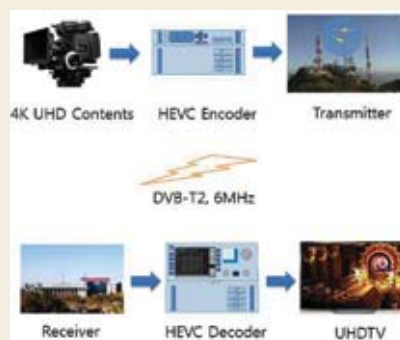 4K UHD Contents
HEVC Encoder
Transmitter
DVB-T2, 6MHz
Receiver
HEVC Decoder
UHDTV